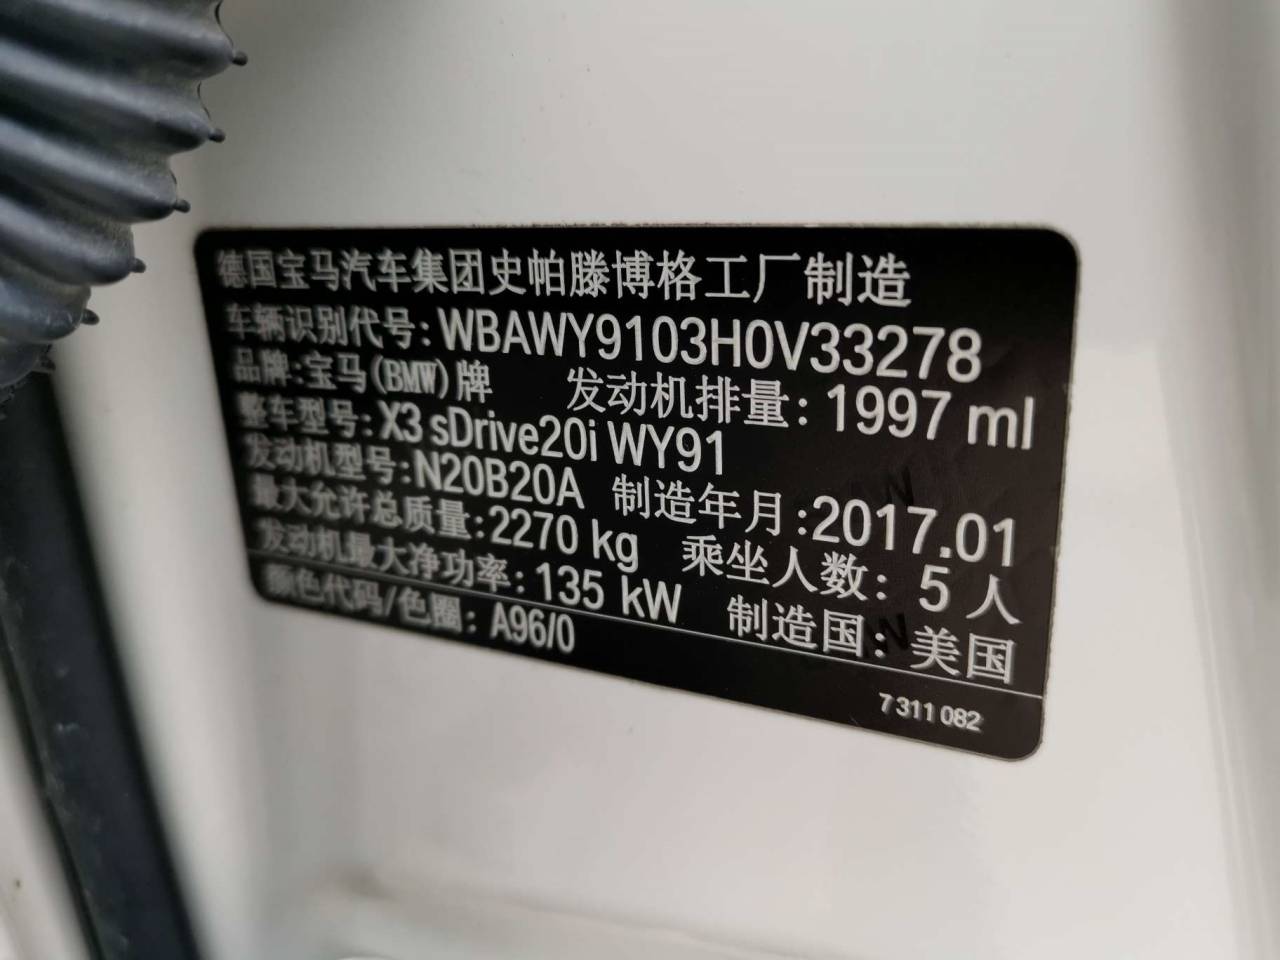 德国宝马汽车集团史帕滕博格工厂制造
车辆识别代号:WBAWY9103H0V33278
品牌:宝马(BMW)牌 发动机排量:1997 ml
整车型号:X3 sDrive20i WY91
发动机型号:N20B20A 制造年月:2017.01
最大允许总质量:2270 kg 乘坐人数:5人
发动机最大净功率:135 kW 制造国:美国
颜色代码/色圈:A96/0
7311082